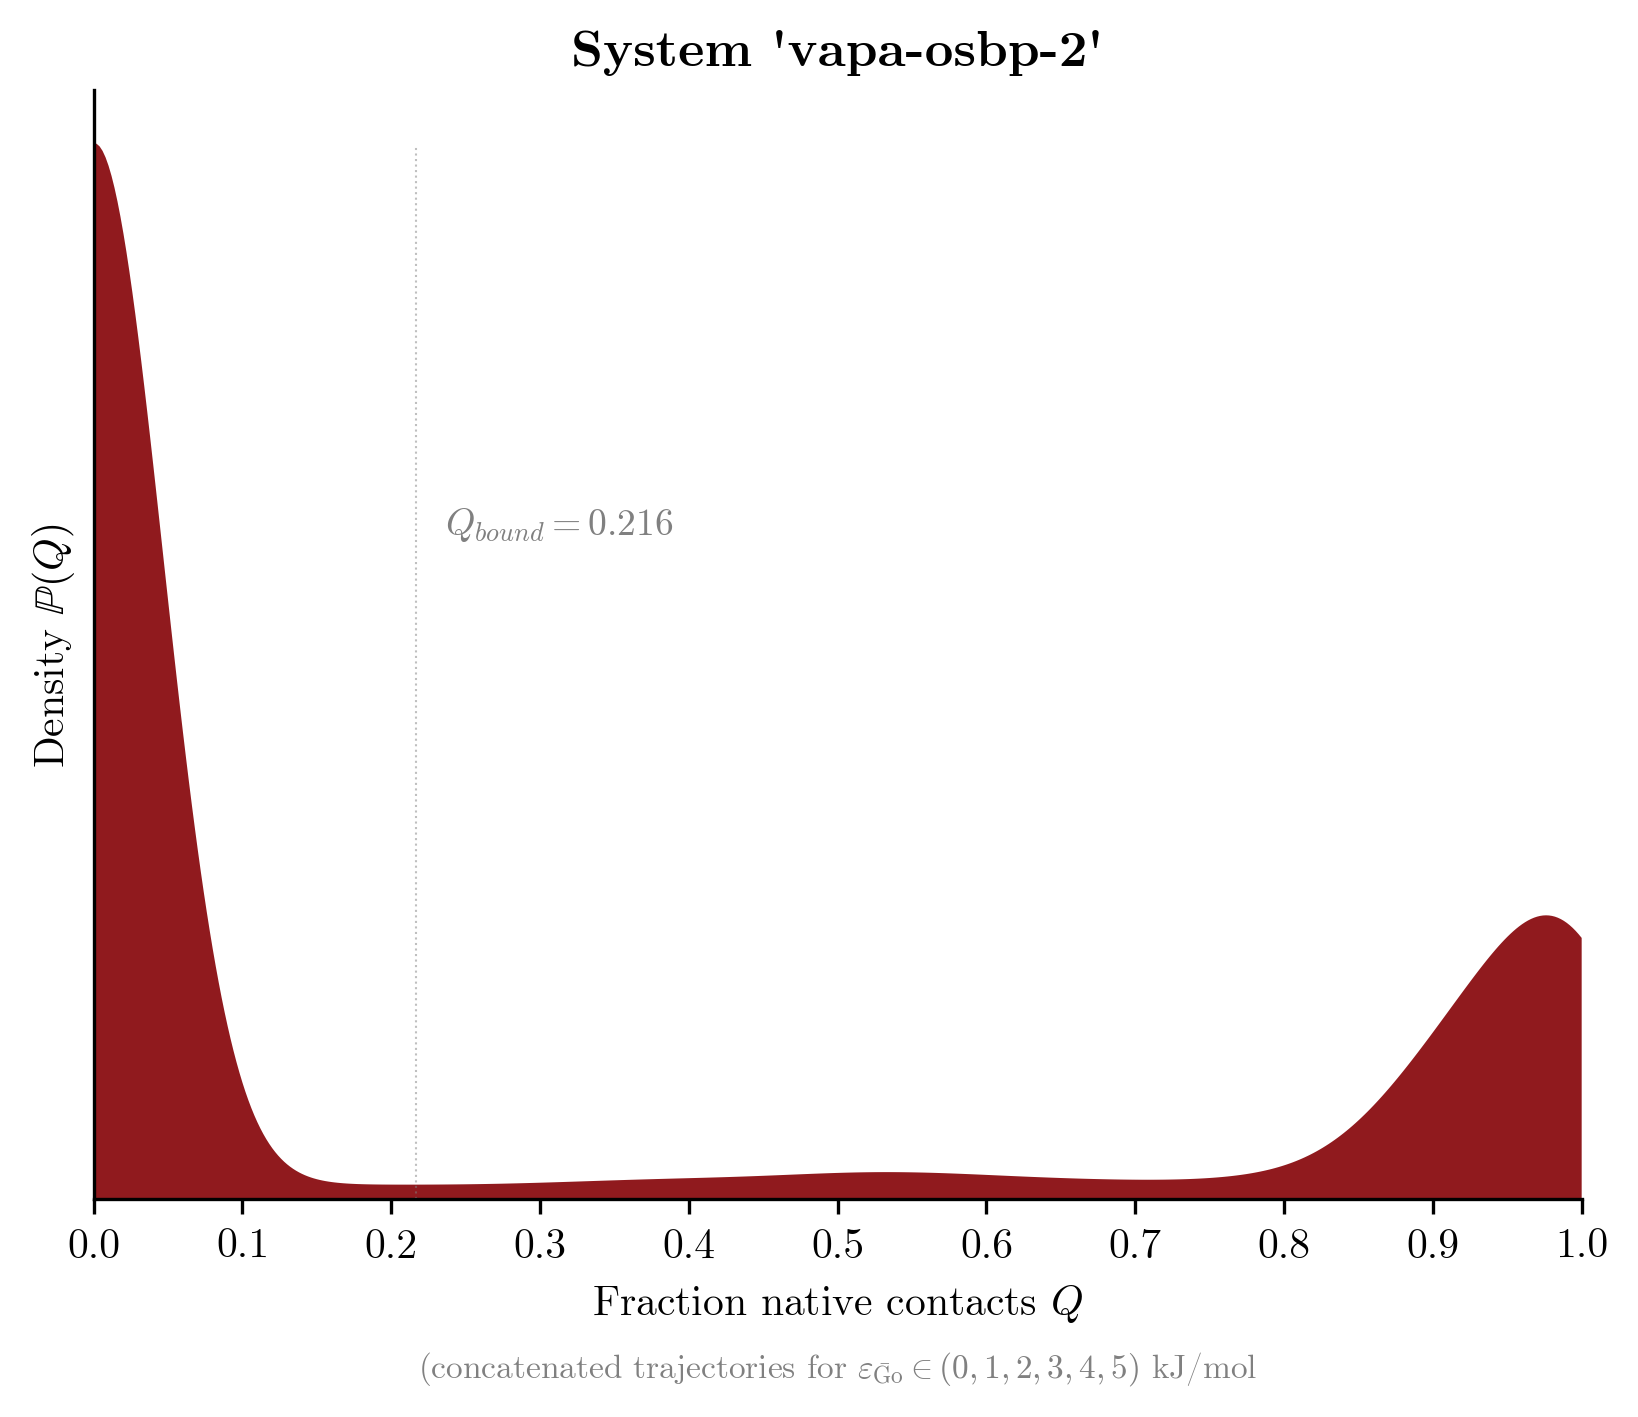 System 'vapa-osbp-2'
Density ℙ(Q)
Q_bound = 0.216
0.0 0.1 0.2 0.3 0.4 0.5 0.6 0.7 0.8 0.9 1.0
Fraction native contacts Q
(concatenated trajectories for ε_Ḡo ∈ (0, 1, 2, 3, 4, 5) kJ/mol